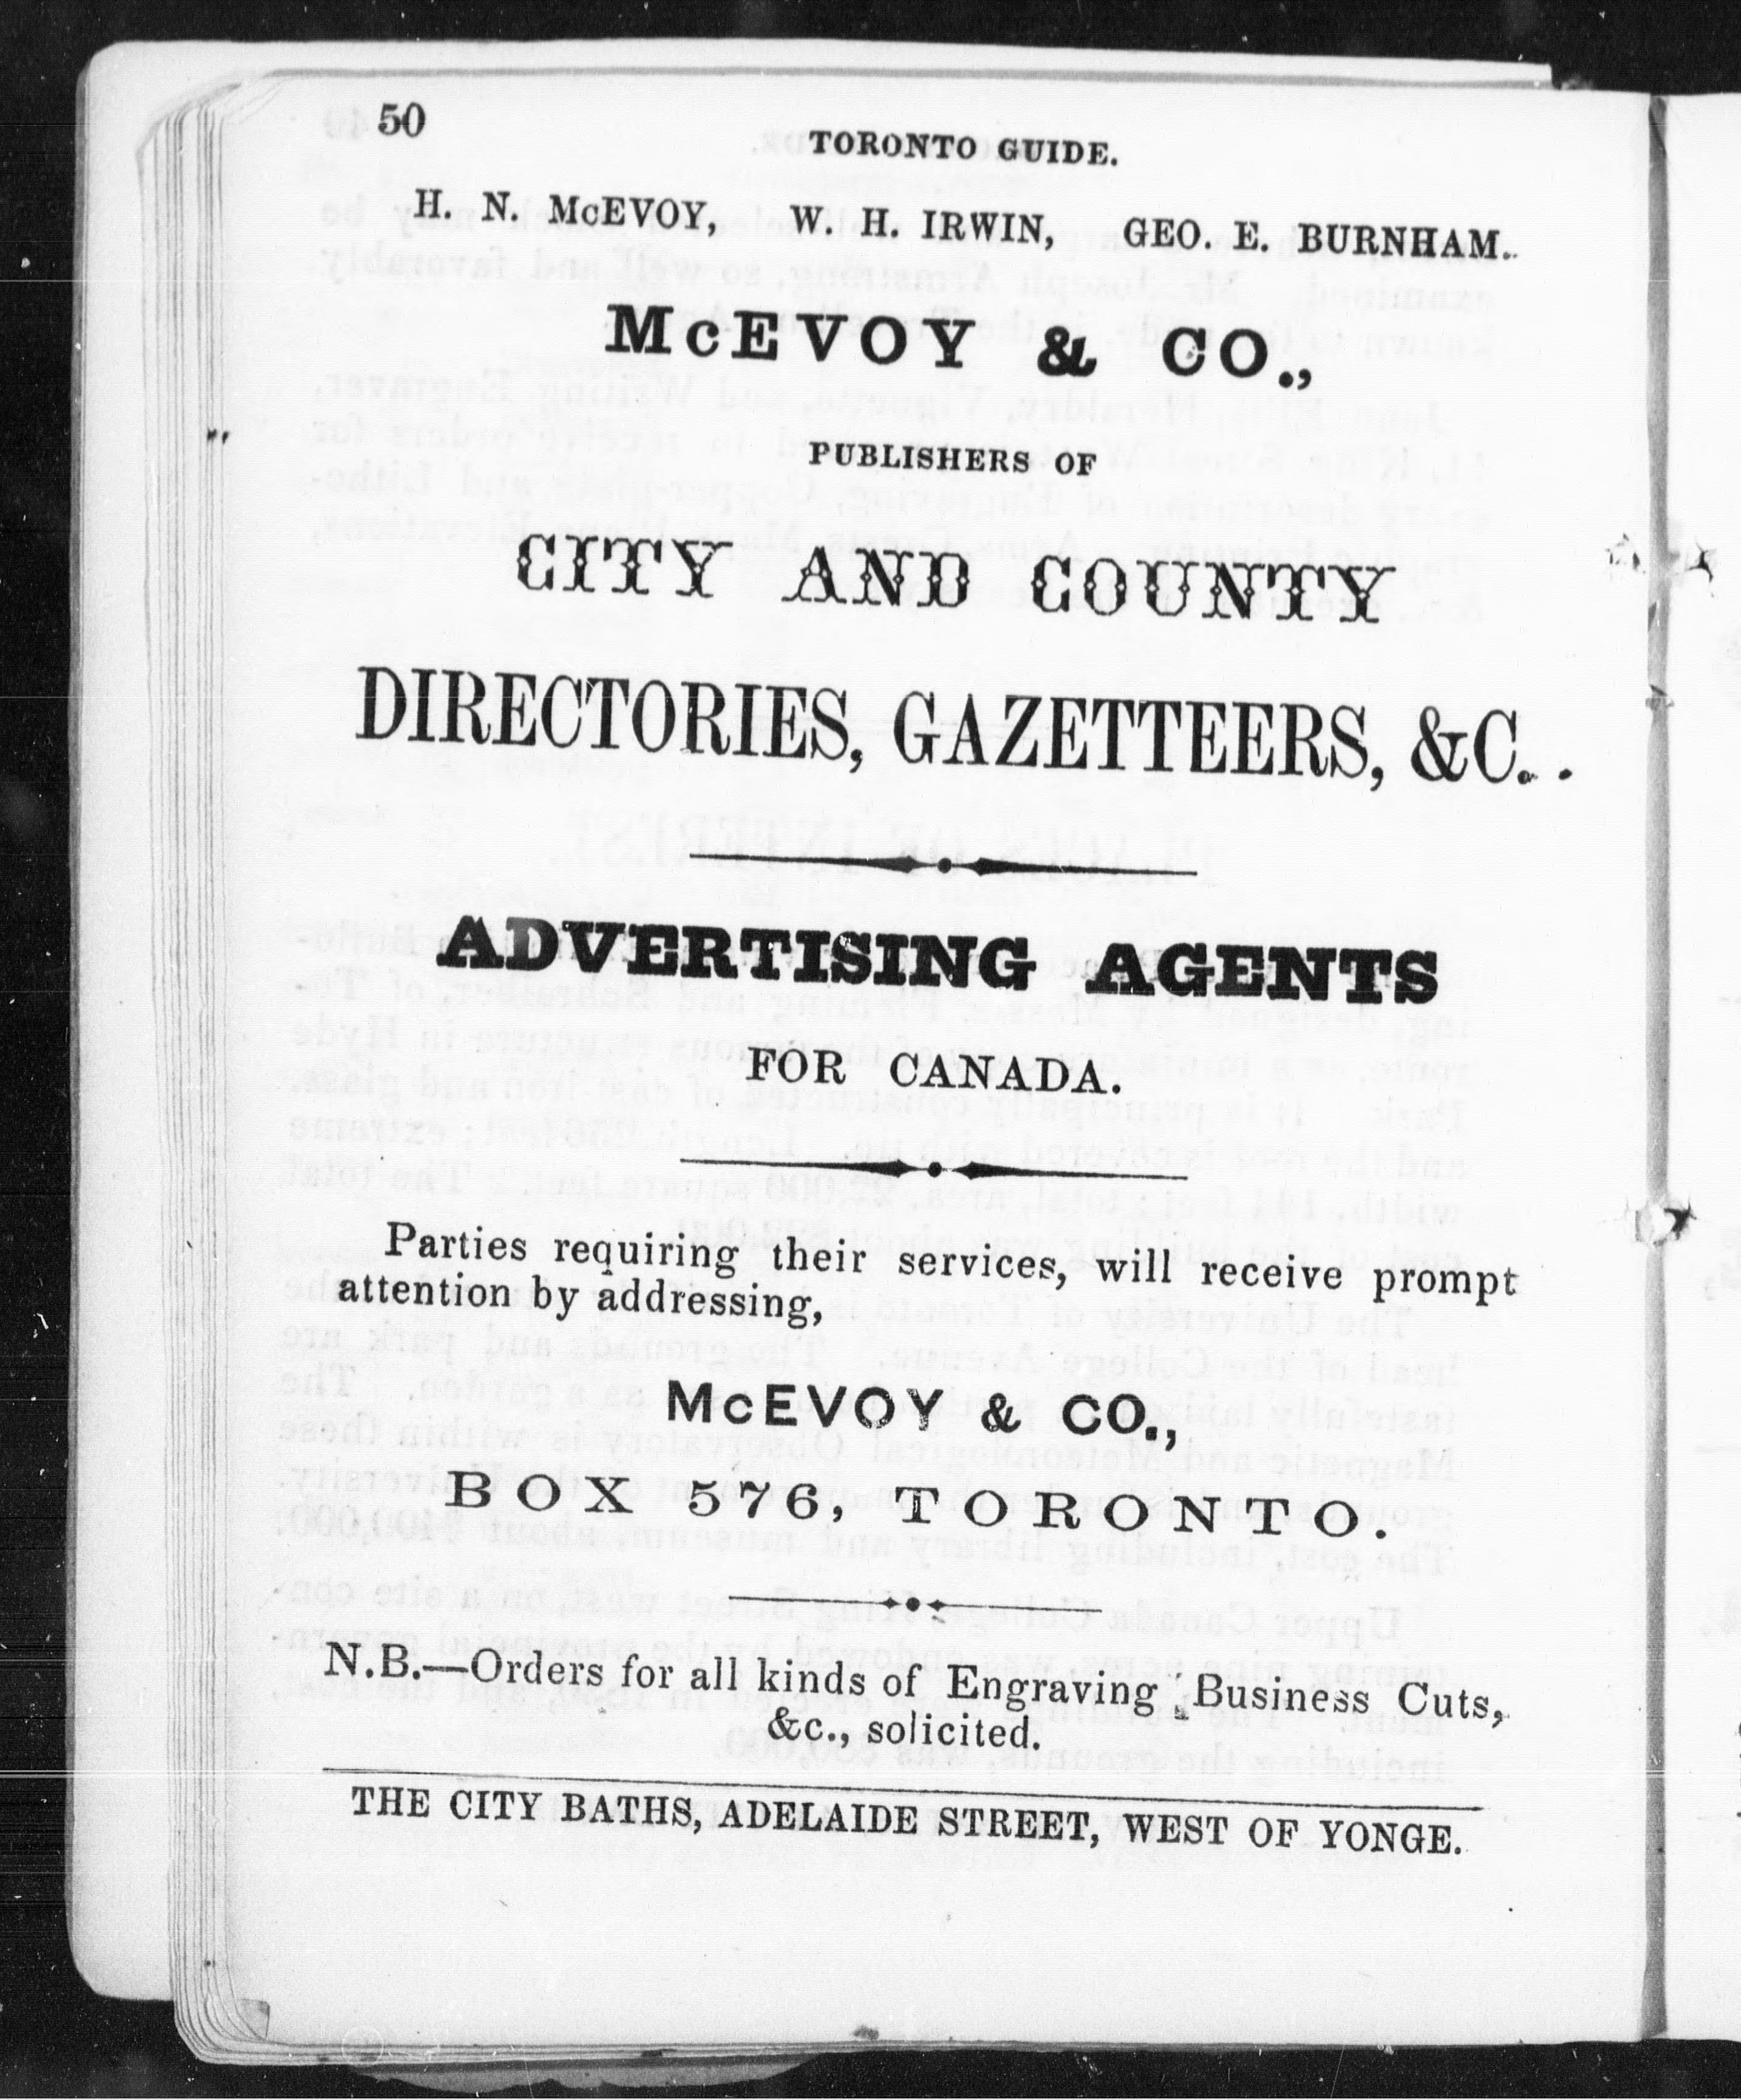 50
TORONTO GUIDE.
H. N. McEVOY, W. H. IRWIN, GEO. E. BURNHAM.
McEVOY & CO.,
PUBLISHERS OF
CITY AND COUNTY
DIRECTORIES, GAZETTEERS, &C.
ADVERTISING AGENTS
FOR CANADA.
Parties requiring their services, will receive prompt
attention by addressing,
McEVOY & CO.,
BOX 576, TORONTO.
N.B.—Orders for all kinds of Engraving Business Cuts,
&c., solicited.
THE CITY BATHS, ADELAIDE STREET, WEST OF YONGE.